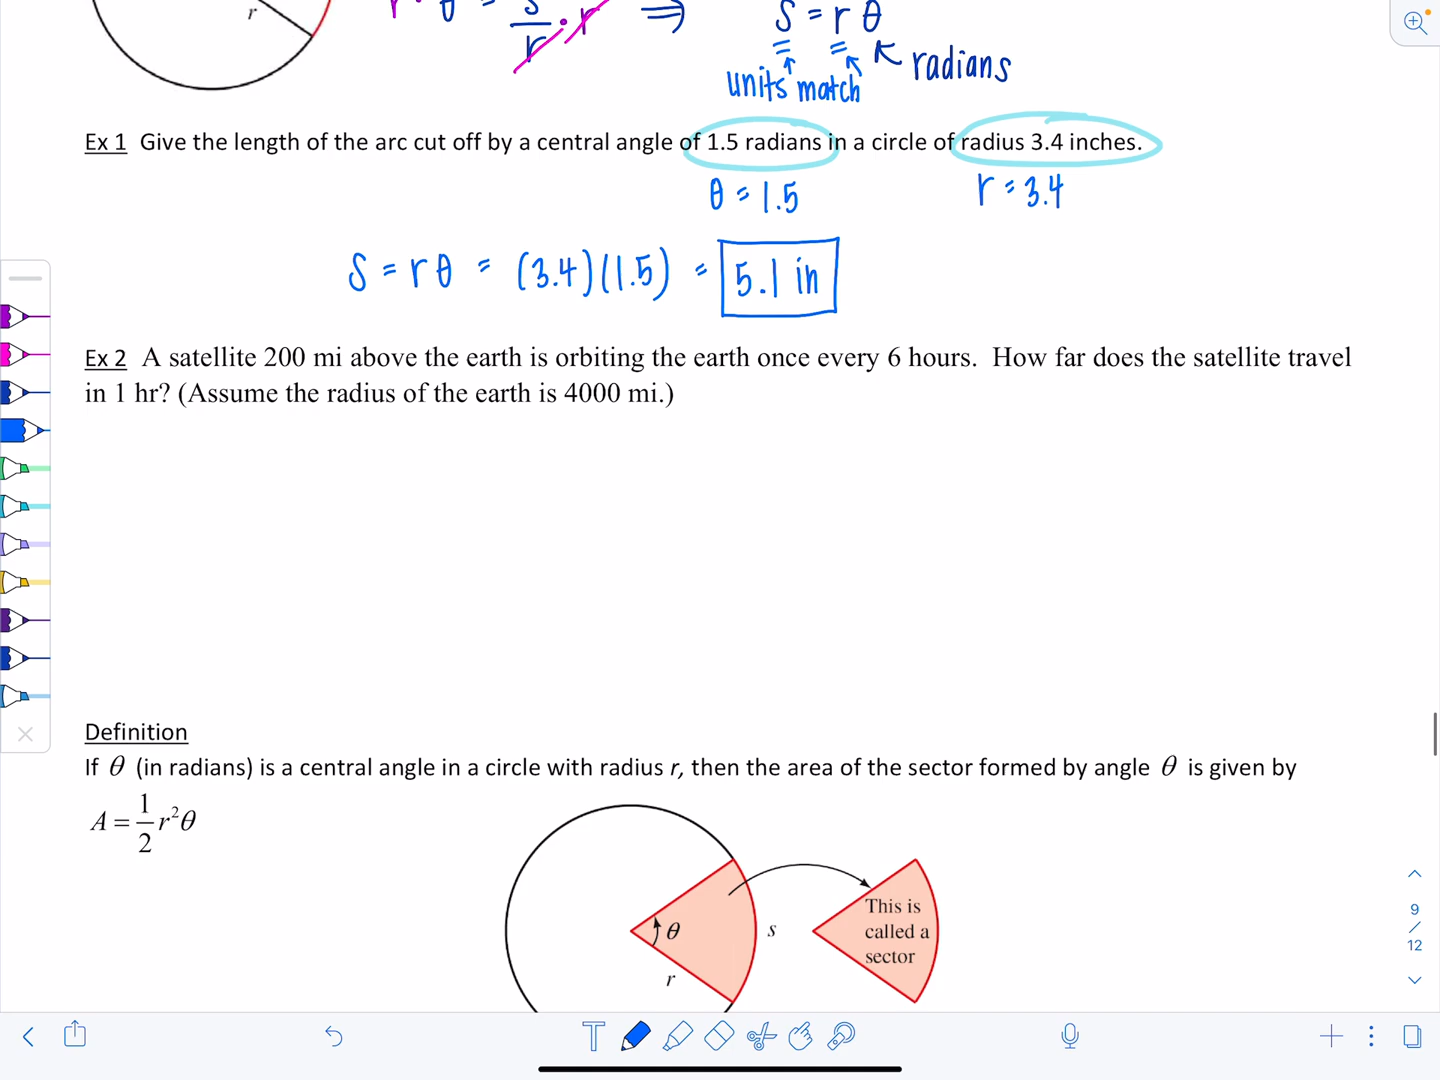 r
r · θ = s/r · r ⇒ s = r θ
units match
radians
Ex 1 Give the length of the arc cut off by a central angle of 1.5 radians in a circle of radius 3.4 inches.
θ = 1.5
r = 3.4
s = r θ = (3.4)(1.5) = 5.1 in
Ex 2 A satellite 200 mi above the earth is orbiting the earth once every 6 hours. How far does the satellite travel
in 1 hr? (Assume the radius of the earth is 4000 mi.)
Definition
If θ (in radians) is a central angle in a circle with radius r, then the area of the sector formed by angle θ is given by
A = 1/2 r²θ
θ
r
s
This is
called a
sector
9
/
12
T